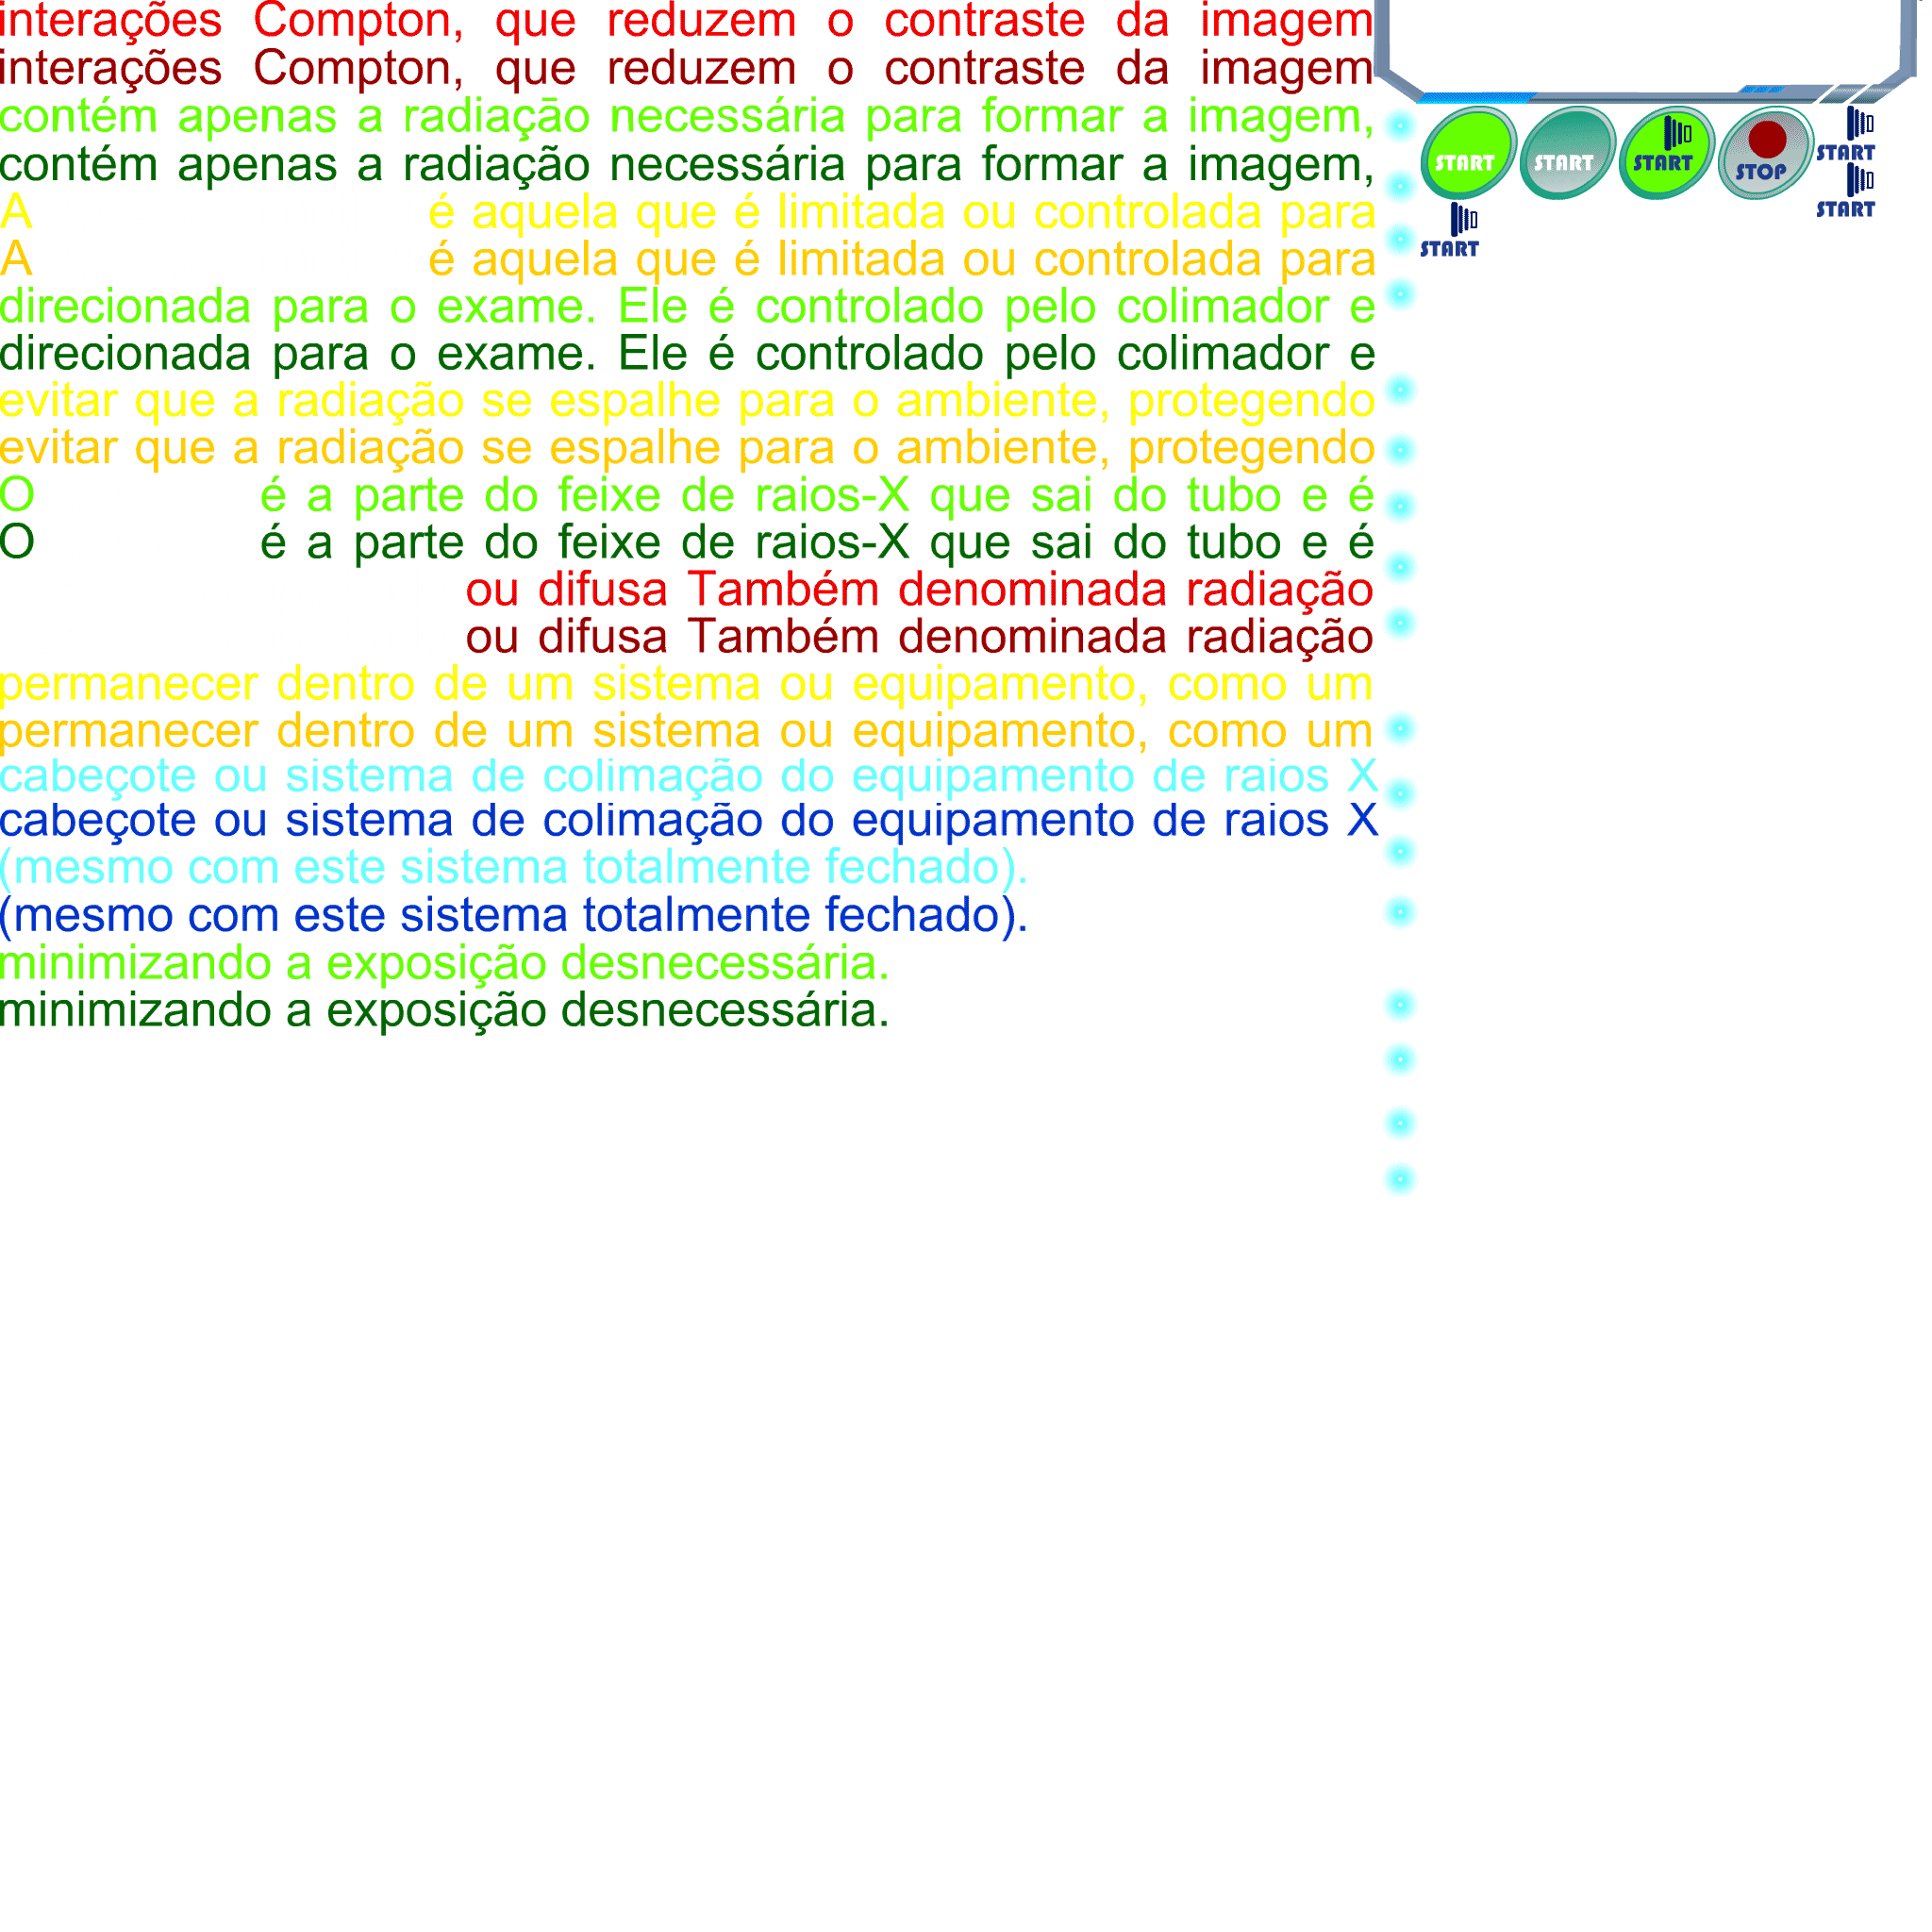 interações Compton, que reduzem o contraste da imagem
interações Compton, que reduzem o contraste da imagem
contém apenas a radiação necessária para formar a imagem,
contém apenas a radiação necessária para formar a imagem,
A é aquela que é limitada ou controlada para
A é aquela que é limitada ou controlada para
direcionada para o exame. Ele é controlado pelo colimador e
direcionada para o exame. Ele é controlado pelo colimador e
evitar que a radiação se espalhe para o ambiente, protegendo
evitar que a radiação se espalhe para o ambiente, protegendo
O é a parte do feixe de raios-X que sai do tubo e é
O é a parte do feixe de raios-X que sai do tubo e é
ou difusa Também denominada radiação
ou difusa Também denominada radiação
permanecer dentro de um sistema ou equipamento, como um
permanecer dentro de um sistema ou equipamento, como um
cabeçote ou sistema de colimação do equipamento de raios X
cabeçote ou sistema de colimação do equipamento de raios X
(mesmo com este sistema totalmente fechado).
(mesmo com este sistema totalmente fechado).
minimizando a exposição desnecessária.
minimizando a exposição desnecessária.
START START START STOP START
START
START